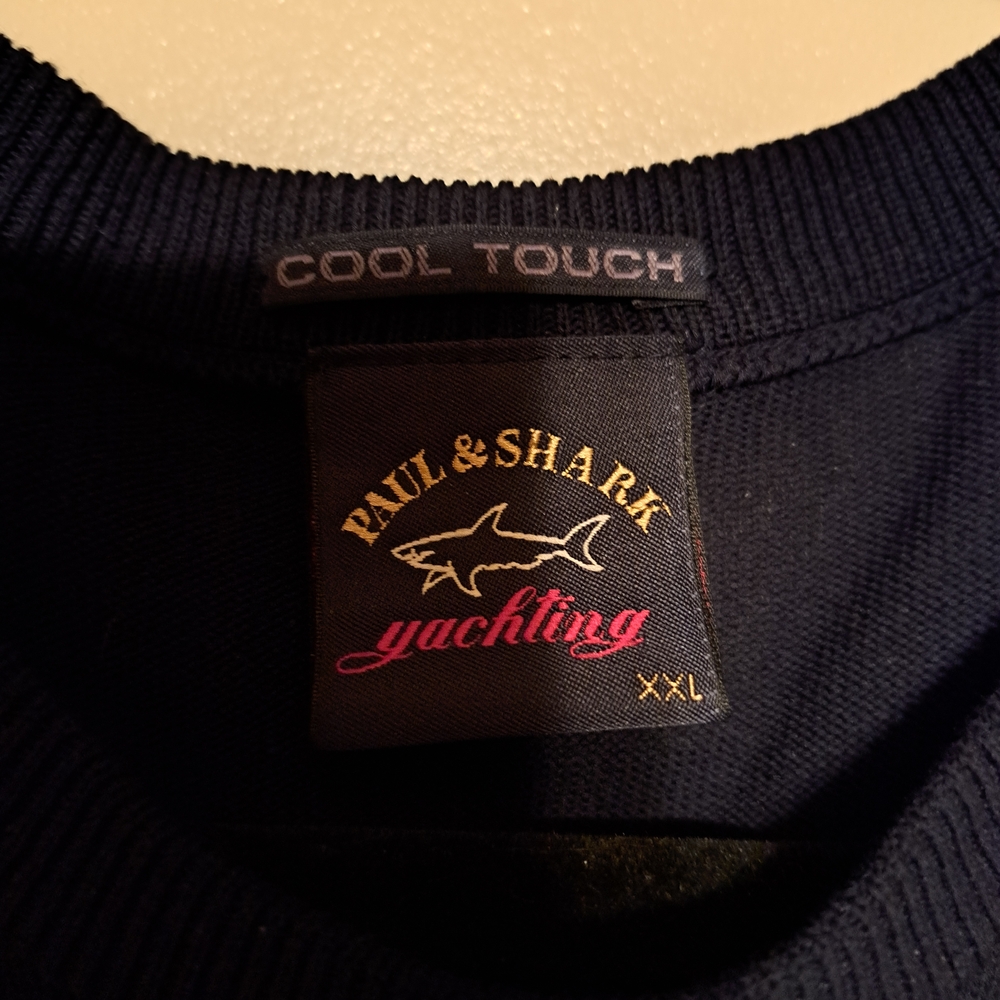 COOL TOUCH
PAUL & SHARK
yachting
XXL